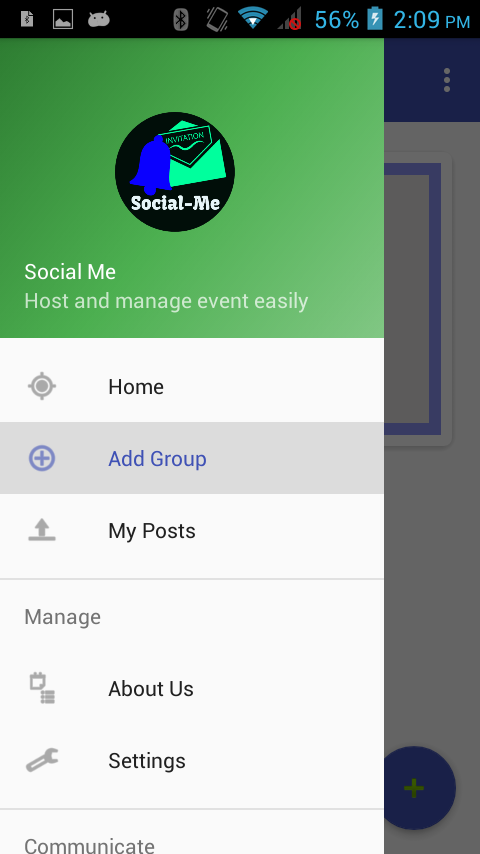 56% 2:09 PM
INVITATION
Social-Me
Social Me
Host and manage event easily
Home
Add Group
My Posts
Manage
About Us
Settings
Communicate